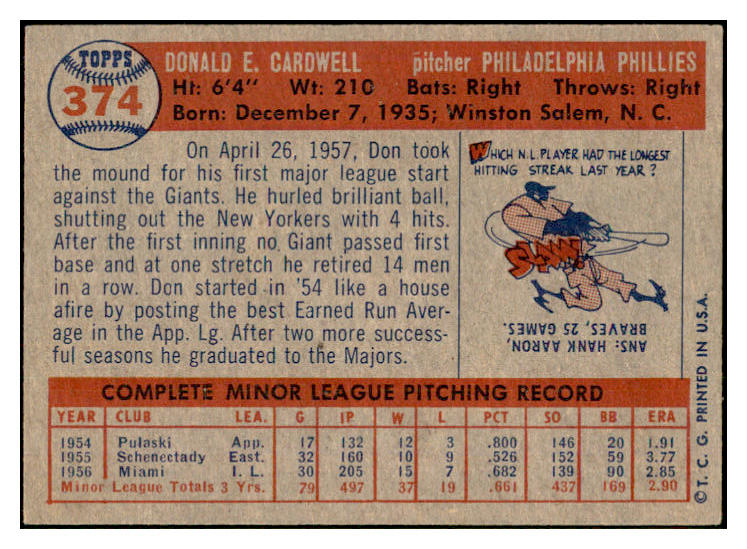 TOPPS
374
DONALD E. CARDWELL pitcher PHILADELPHIA PHILLIES
Ht: 6'4" Wt: 210 Bats: Right Throws: Right
Born: December 7, 1935; Winston Salem, N. C.
On April 26, 1957, Don took
the mound for his first major league start
against the Giants. He hurled brilliant ball,
shutting out the New Yorkers with 4 hits.
After the first inning no Giant passed first
base and at one stretch he retired 14 men
in a row. Don started in '54 like a house
afire by posting the best Earned Run Aver-
age in the App. Lg. After two more success-
ful seasons he graduated to the Majors.
WHICH N.L. PLAYER HAD THE LONGEST
HITTING STREAK LAST YEAR?
SLAM!
ANS: HANK AARON,
BRAVES, 25 GAMES.
COMPLETE MINOR LEAGUE PITCHING RECORD
YEAR CLUB LEA. G IP W L PCT SO BB ERA
1954 Pulaski App. 17 132 12 3 .800 146 20 1.91
1955 Schenectady East. 32 160 10 9 .526 152 59 3.77
1956 Miami I. L. 30 205 15 7 .682 139 90 2.85
Minor League Totals 3 Yrs. 79 497 37 19 .661 437 169 2.90
© T. C. G. PRINTED IN U.S.A.